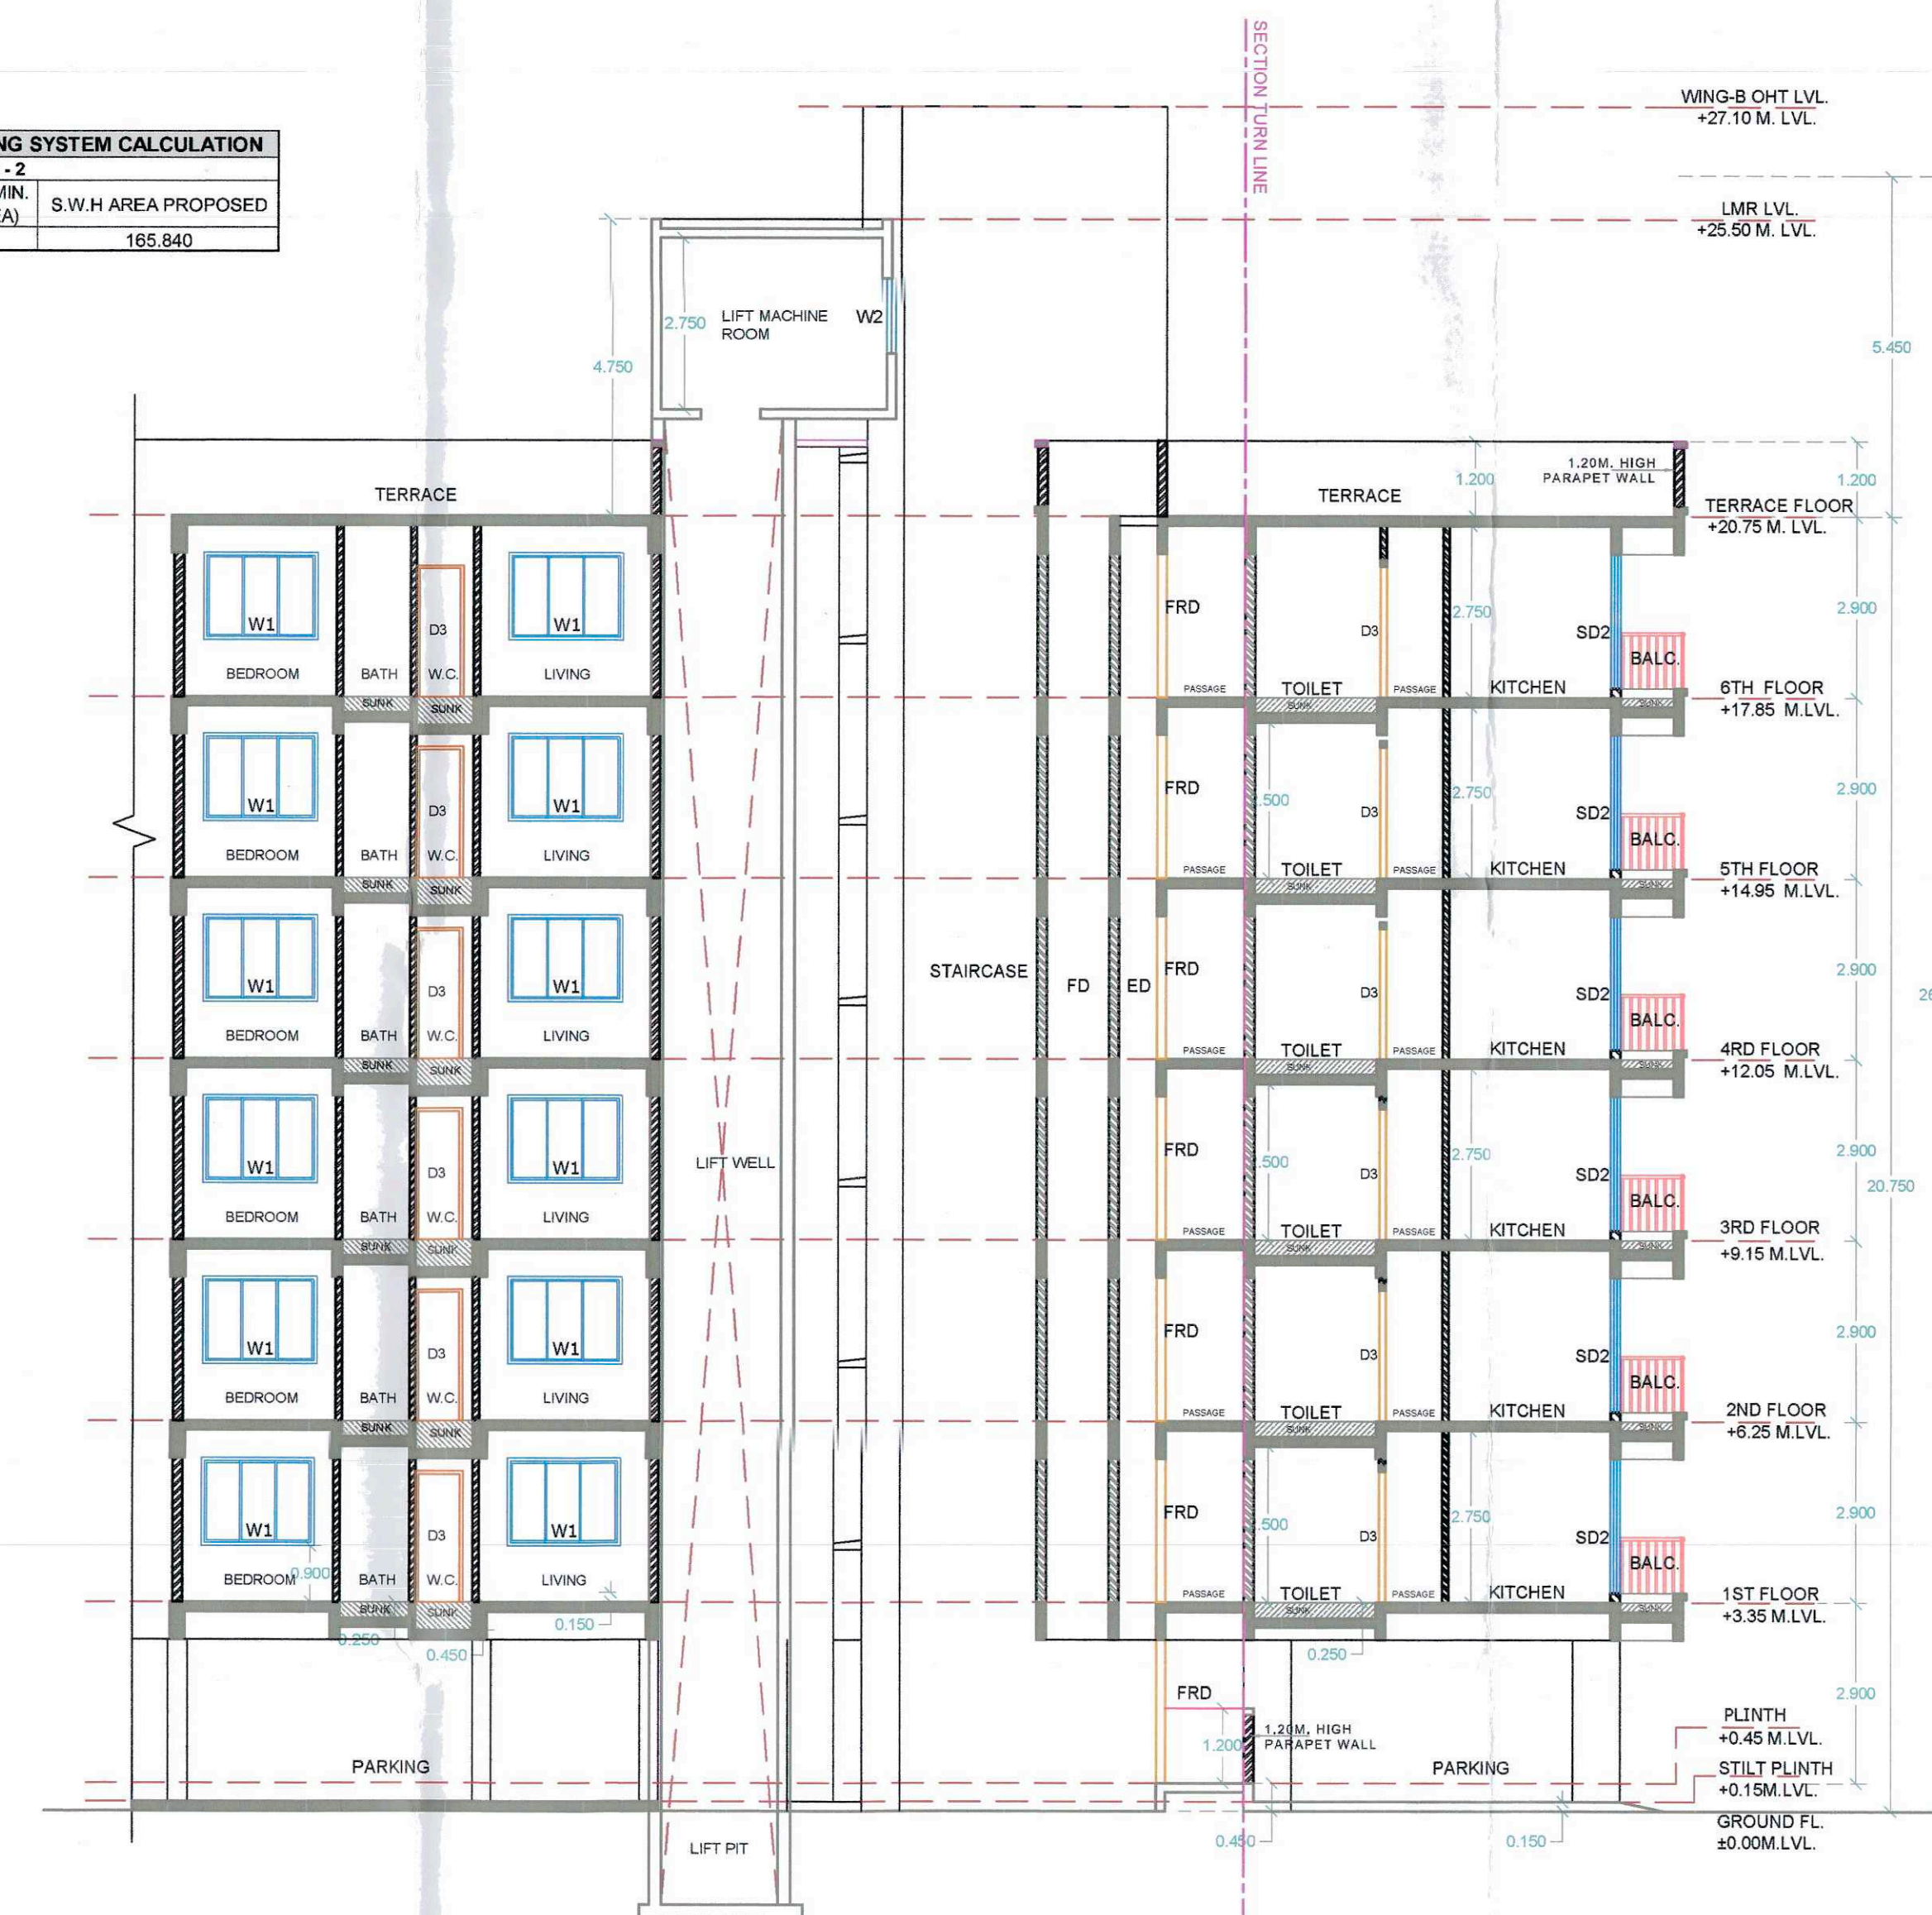 NG SYSTEM CALCULATION
- 2
MIN.
EA)
S.W.H AREA PROPOSED
165.840
SECTION TURN LINE
WING-B OHT LVL.
+27.10 M. LVL.
LMR LVL.
+25.50 M. LVL.
5.450
4.750
2.750
LIFT MACHINE
ROOM
W2
TERRACE
TERRACE
1.200
1.20M. HIGH
PARAPET WALL
1.200
TERRACE FLOOR
+20.75 M. LVL.
W1
BEDROOM
BATH
D3
W.C.
W1
LIVING
SUNK
SUNK
FRD
PASSAGE
TOILET
SUNK
D3
PASSAGE
2.750
KITCHEN
SD2
BALC.
2.900
6TH FLOOR
+17.85 M.LVL.
W1
BEDROOM
BATH
D3
W.C.
W1
LIVING
SUNK
SUNK
FRD
PASSAGE
.500
TOILET
SUNK
D3
PASSAGE
2.750
KITCHEN
SD2
BALC.
2.900
5TH FLOOR
+14.95 M.LVL.
W1
BEDROOM
BATH
D3
W.C.
W1
LIVING
SUNK
SUNK
STAIRCASE
FD
ED
FRD
PASSAGE
TOILET
SUNK
D3
PASSAGE
KITCHEN
SD2
BALC.
2.900
26
4RD FLOOR
+12.05 M.LVL.
W1
BEDROOM
BATH
D3
W.C.
W1
LIVING
SUNK
SUNK
LIFT WELL
FRD
PASSAGE
.500
TOILET
SUNK
D3
PASSAGE
2.750
KITCHEN
SD2
BALC.
2.900
20.750
3RD FLOOR
+9.15 M.LVL.
W1
BEDROOM
BATH
D3
W.C.
W1
LIVING
SUNK
SUNK
FRD
PASSAGE
TOILET
SUNK
D3
PASSAGE
KITCHEN
SD2
BALC.
2.900
2ND FLOOR
+6.25 M.LVL.
W1
BEDROOM
0.900
BATH
D3
W.C.
W1
LIVING
SUNK
SUNK
0.250
0.450
0.150
FRD
PASSAGE
.500
TOILET
SUNK
D3
PASSAGE
2.750
KITCHEN
SD2
BALC.
2.900
1ST FLOOR
+3.35 M.LVL.
0.250
FRD
1.200
1.20M. HIGH
PARAPET WALL
PARKING
PARKING
2.900
PLINTH
+0.45 M.LVL.
STILT PLINTH
+0.15M.LVL.
GROUND FL.
±0.00M.LVL.
0.450
0.150
LIFT PIT